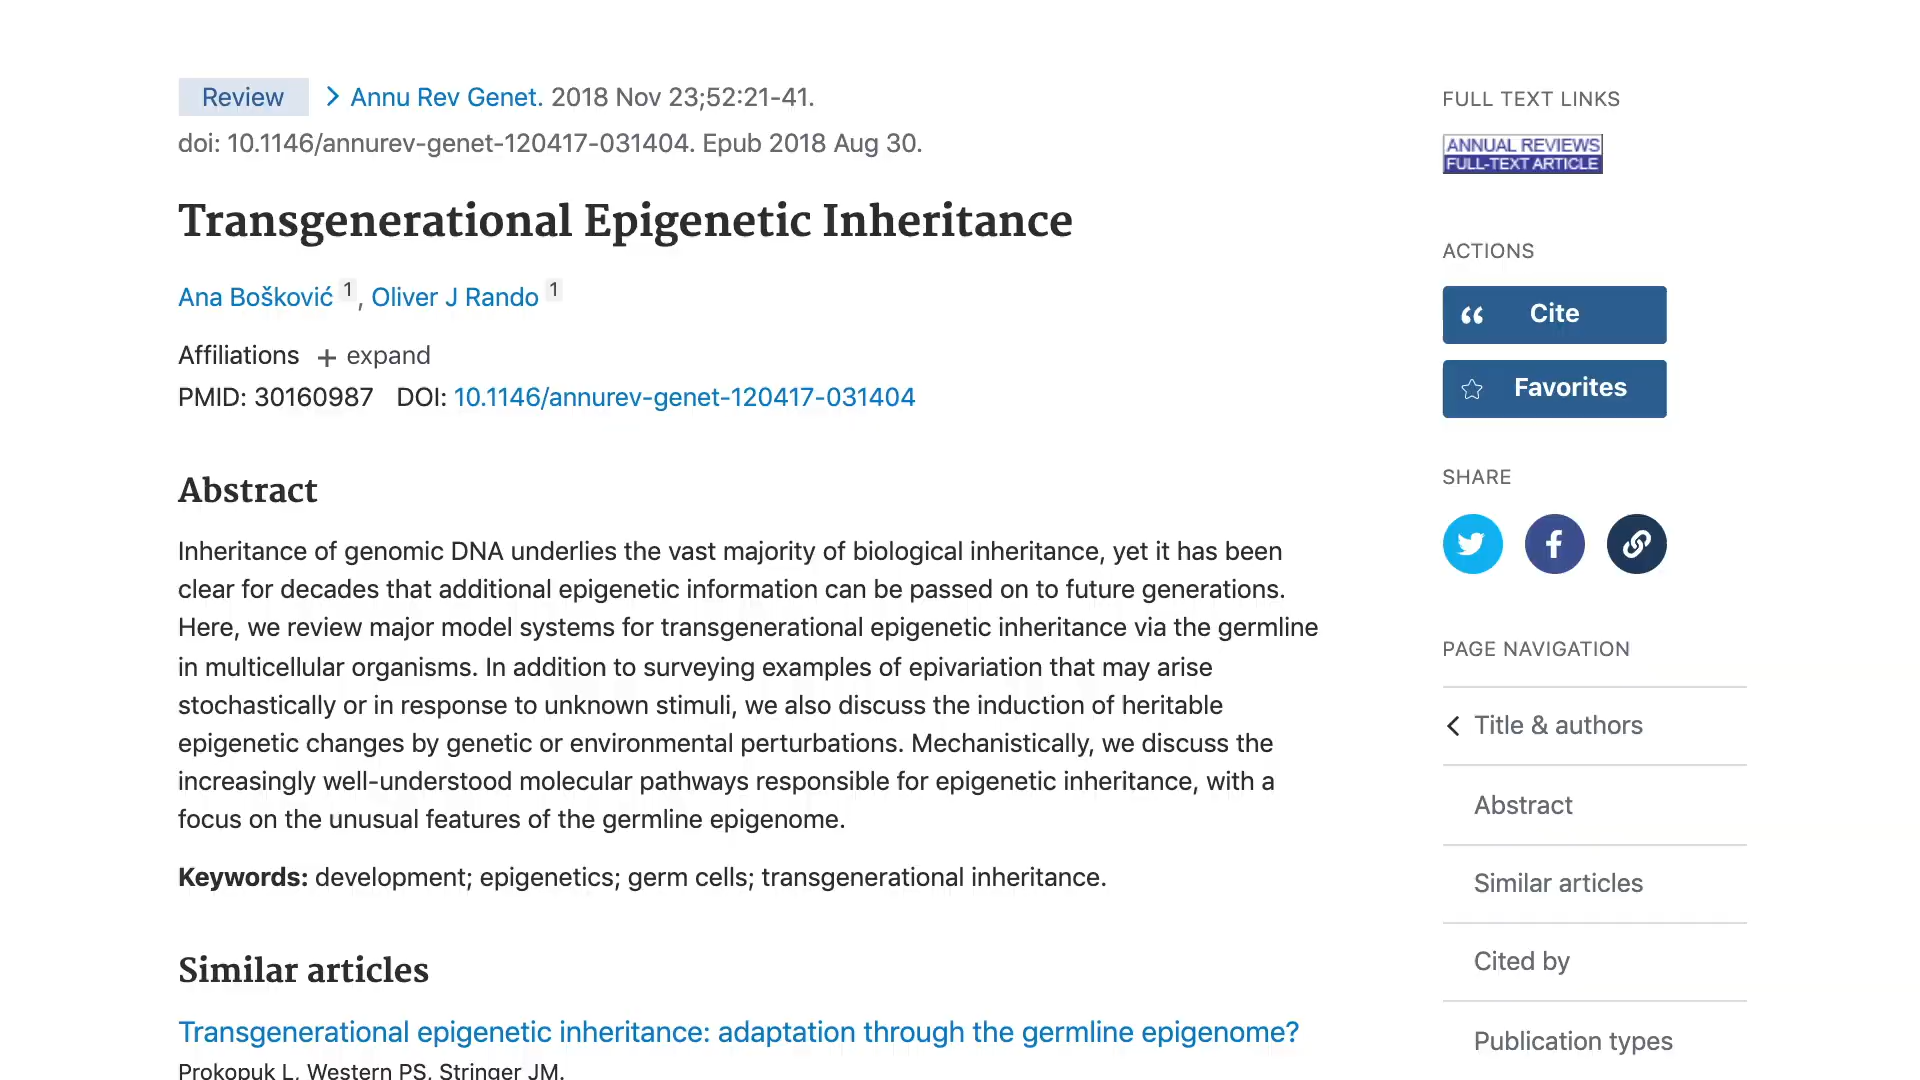 Review > Annu Rev Genet. 2018 Nov 23;52:21-41.
doi: 10.1146/annurev-genet-120417-031404. Epub 2018 Aug 30.
Transgenerational Epigenetic Inheritance
Ana Bošković 1, Oliver J Rando 1
Affiliations + expand
PMID: 30160987 DOI: 10.1146/annurev-genet-120417-031404
Abstract
Inheritance of genomic DNA underlies the vast majority of biological inheritance, yet it has been
clear for decades that additional epigenetic information can be passed on to future generations.
Here, we review major model systems for transgenerational epigenetic inheritance via the germline
in multicellular organisms. In addition to surveying examples of epivariation that may arise
stochastically or in response to unknown stimuli, we also discuss the induction of heritable
epigenetic changes by genetic or environmental perturbations. Mechanistically, we discuss the
increasingly well-understood molecular pathways responsible for epigenetic inheritance, with a
focus on the unusual features of the germline epigenome.
Keywords: development; epigenetics; germ cells; transgenerational inheritance.
Similar articles
Transgenerational epigenetic inheritance: adaptation through the germline epigenome?
Prokopuk L, Western PS, Stringer JM.
FULL TEXT LINKS
ANNUAL REVIEWS
FULL-TEXT ARTICLE
ACTIONS
Cite
Favorites
SHARE
PAGE NAVIGATION
Title & authors
Abstract
Similar articles
Cited by
Publication types